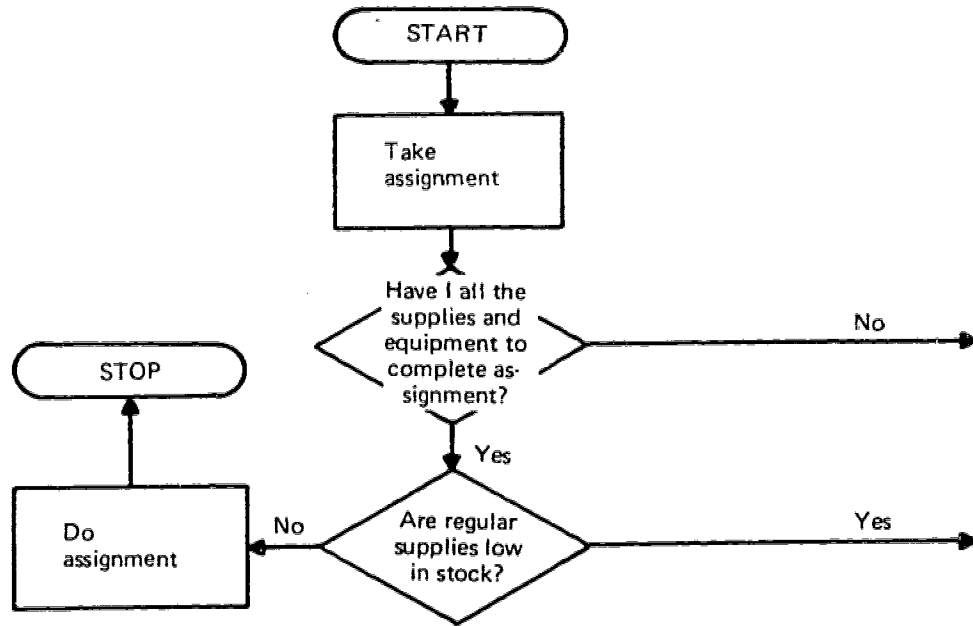 START
Take
assignment
Have I all the
supplies and
equipment to
complete as-
signment?
No
Yes
STOP
Are regular
supplies low
in stock?
No
Yes
Do
assignment